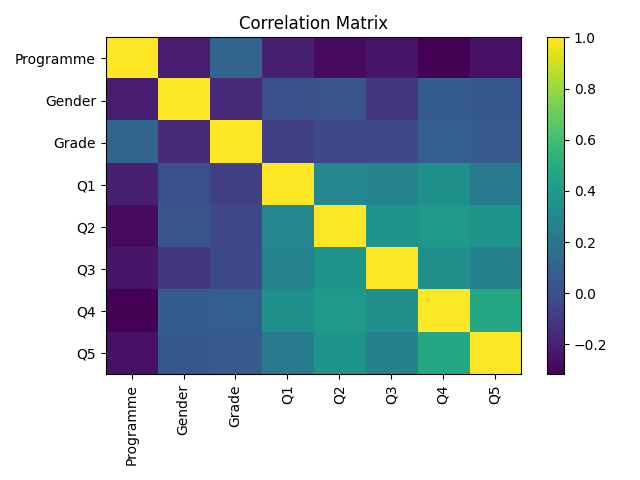 Correlation Matrix
Programme
Gender
Grade
Q1
Q2
Q3
Q4
Q5
Programme
Gender
Grade
Q1
Q2
Q3
Q4
Q5
1.0
0.8
0.6
0.4
0.2
0.0
−0.2